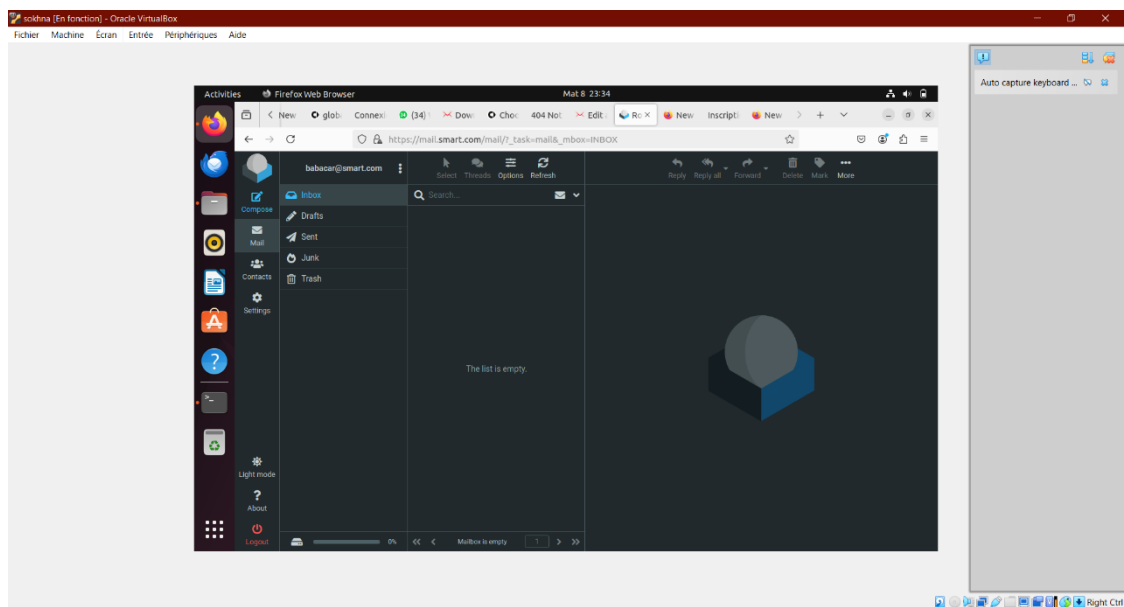 sokhna [En fonction] - Oracle VirtualBox
Fichier Machine Écran Entrée Périphériques Aide
Auto capture keyboard ...
Activities Firefox Web Browser Mat 8 23:34
New glob Connexi (34) Dow Choc 404 Not Edit Ro New Inscripti New
https://mail.smart.com/mail/?_task=mail&_mbox=INBOX
babacar@smart.com
Select Threads Options Refresh
Reply Reply all Forward Delete Mark More
Compose
Mail
Contacts
Settings
Inbox
Drafts
Sent
Junk
Trash
Search...
The list is empty.
Light mode
About
Logout
0%
Mailbox is empty 1
Right Ctrl